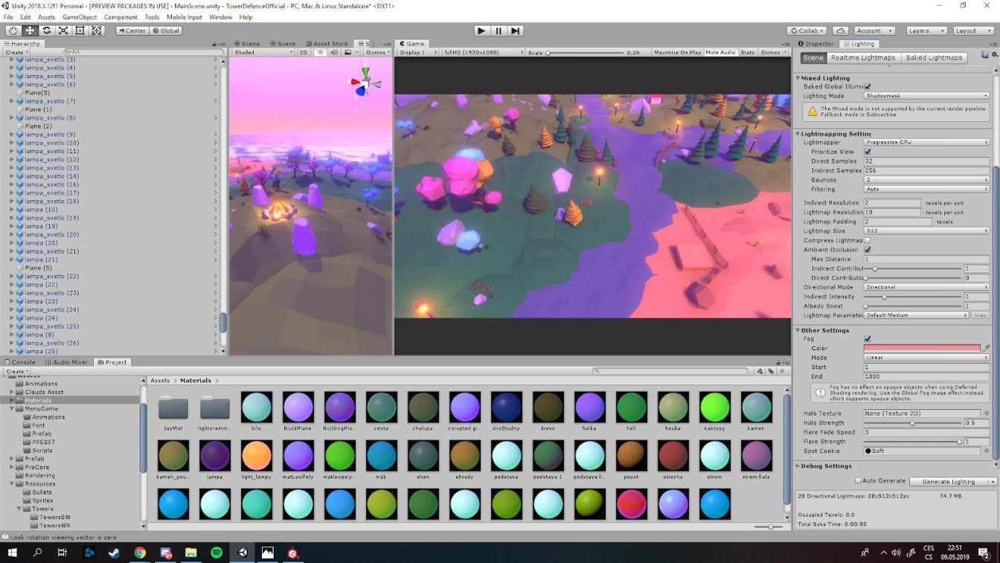 Unity 2018.3.12f1 Personal - [PREVIEW PACKAGES IN USE] - MainScene.unity - TowerDefenceOfficial - PC, Mac & Linux Standalone* <DX11>
File Edit Assets GameObject Component Tools Mobile Input Window Help
Center Global Collab Account Layers Layout
Hierarchy Scene Scene Asset Store S Game Inspector Lighting
Create All Shaded 2D Gizmos Display 1 fullHD (1920x1080) Scale 0.39 Maximize On Play Mute Audio Stats Gizmos
Scene Realtime Lightmaps Baked Lightmaps
lampa_svetlo (3)
lampa_svetlo (4)
lampa_svetlo (5)
lampa_svetlo (6)
Plane(5)
lampa_svetlo (7)
Plane (1)
lampa_svetlo (8)
Plane (2)
lampa_svetlo (9)
lampa_svetlo (10)
lampa_svetlo (11)
lampa_svetlo (12)
lampa_svetlo (13)
lampa_svetlo (14)
lampa_svetlo (16)
lampa_svetlo (17)
lampa_svetlo (18)
lampa (10)
lampa_svetlo (19)
lampa (19)
lampa_svetlo (20)
lampa (20)
lampa_svetlo (21)
lampa (21)
Plane (5)
lampa_svetlo (22)
lampa (22)
lampa_svetlo (23)
lampa (23)
lampa_svetlo (24)
lampa (24)
lampa_svetlo (25)
lampa (8)
lampa_svetlo (26)
lampa (25)
Mixed Lighting
Baked Global Illumi
Lighting Mode Shadowmask
The Mixed mode is not supported by the current render pipeline.
Fallback mode is Subtractive
Lightmapping Settin
Lightmapper Progressive CPU
Prioritize View
Direct Samples 32
Indirect Samples 256
Bounces 2
Filtering Auto
Indirect Resolution 2 texels per unit
Lightmap Resolution 10 texels per unit
Lightmap Padding 2 texels
Lightmap Size 512
Compress Lightmap
Ambient Occlusion
Max Distance 1
Indirect Contribu 1
Direct Contributio 0
Directional Mode Directional
Indirect Intensity 1
Albedo Boost 1
Lightmap Parameter Default-Medium View
Other Settings
Fog
Color
Mode Linear
Start 1
End 1000
Fog has no effect on opaque objects when using Deferred
Shading rendering. Use the Global Fog image effect instead,
which supports opaque objects.
Halo Texture None (Texture 2D)
Halo Strength 0.5
Flare Fade Speed 3
Flare Strength 1
Spot Cookie Soft
Debug Settings
Auto Generate Generate Lighting
28 Directional Lightmaps: 28x512x512px 74.7 MB
Occupied Texels: 0.0
Total Bake Time: 0:00:00
Console Audio Mixer Project
Create
Assets
Animations
Clouds Asset
Materials
MenuGame
Animations
Font
Prefab
PRESET
Scripts
Prefab
ProCore
Rendering
Resources
Bullets
Sprites
Towers
TowersBW
TowersWR
Assets > Materials >
JayMat lights-emm... bila BiuldPlane BuildingPla... cesta chalupa corupted gr... dnoStudny drevo fialka hell houba kaktusy kamen
kamen_pou... lampa light_lampy matLowPely matlowpoly... mák ohen ohrady podstava podstava 1 podstava li... poust strecha strom strom fiala
Look rotation viewing vector is zero
CES
CS
22:51
09.05.2019
2